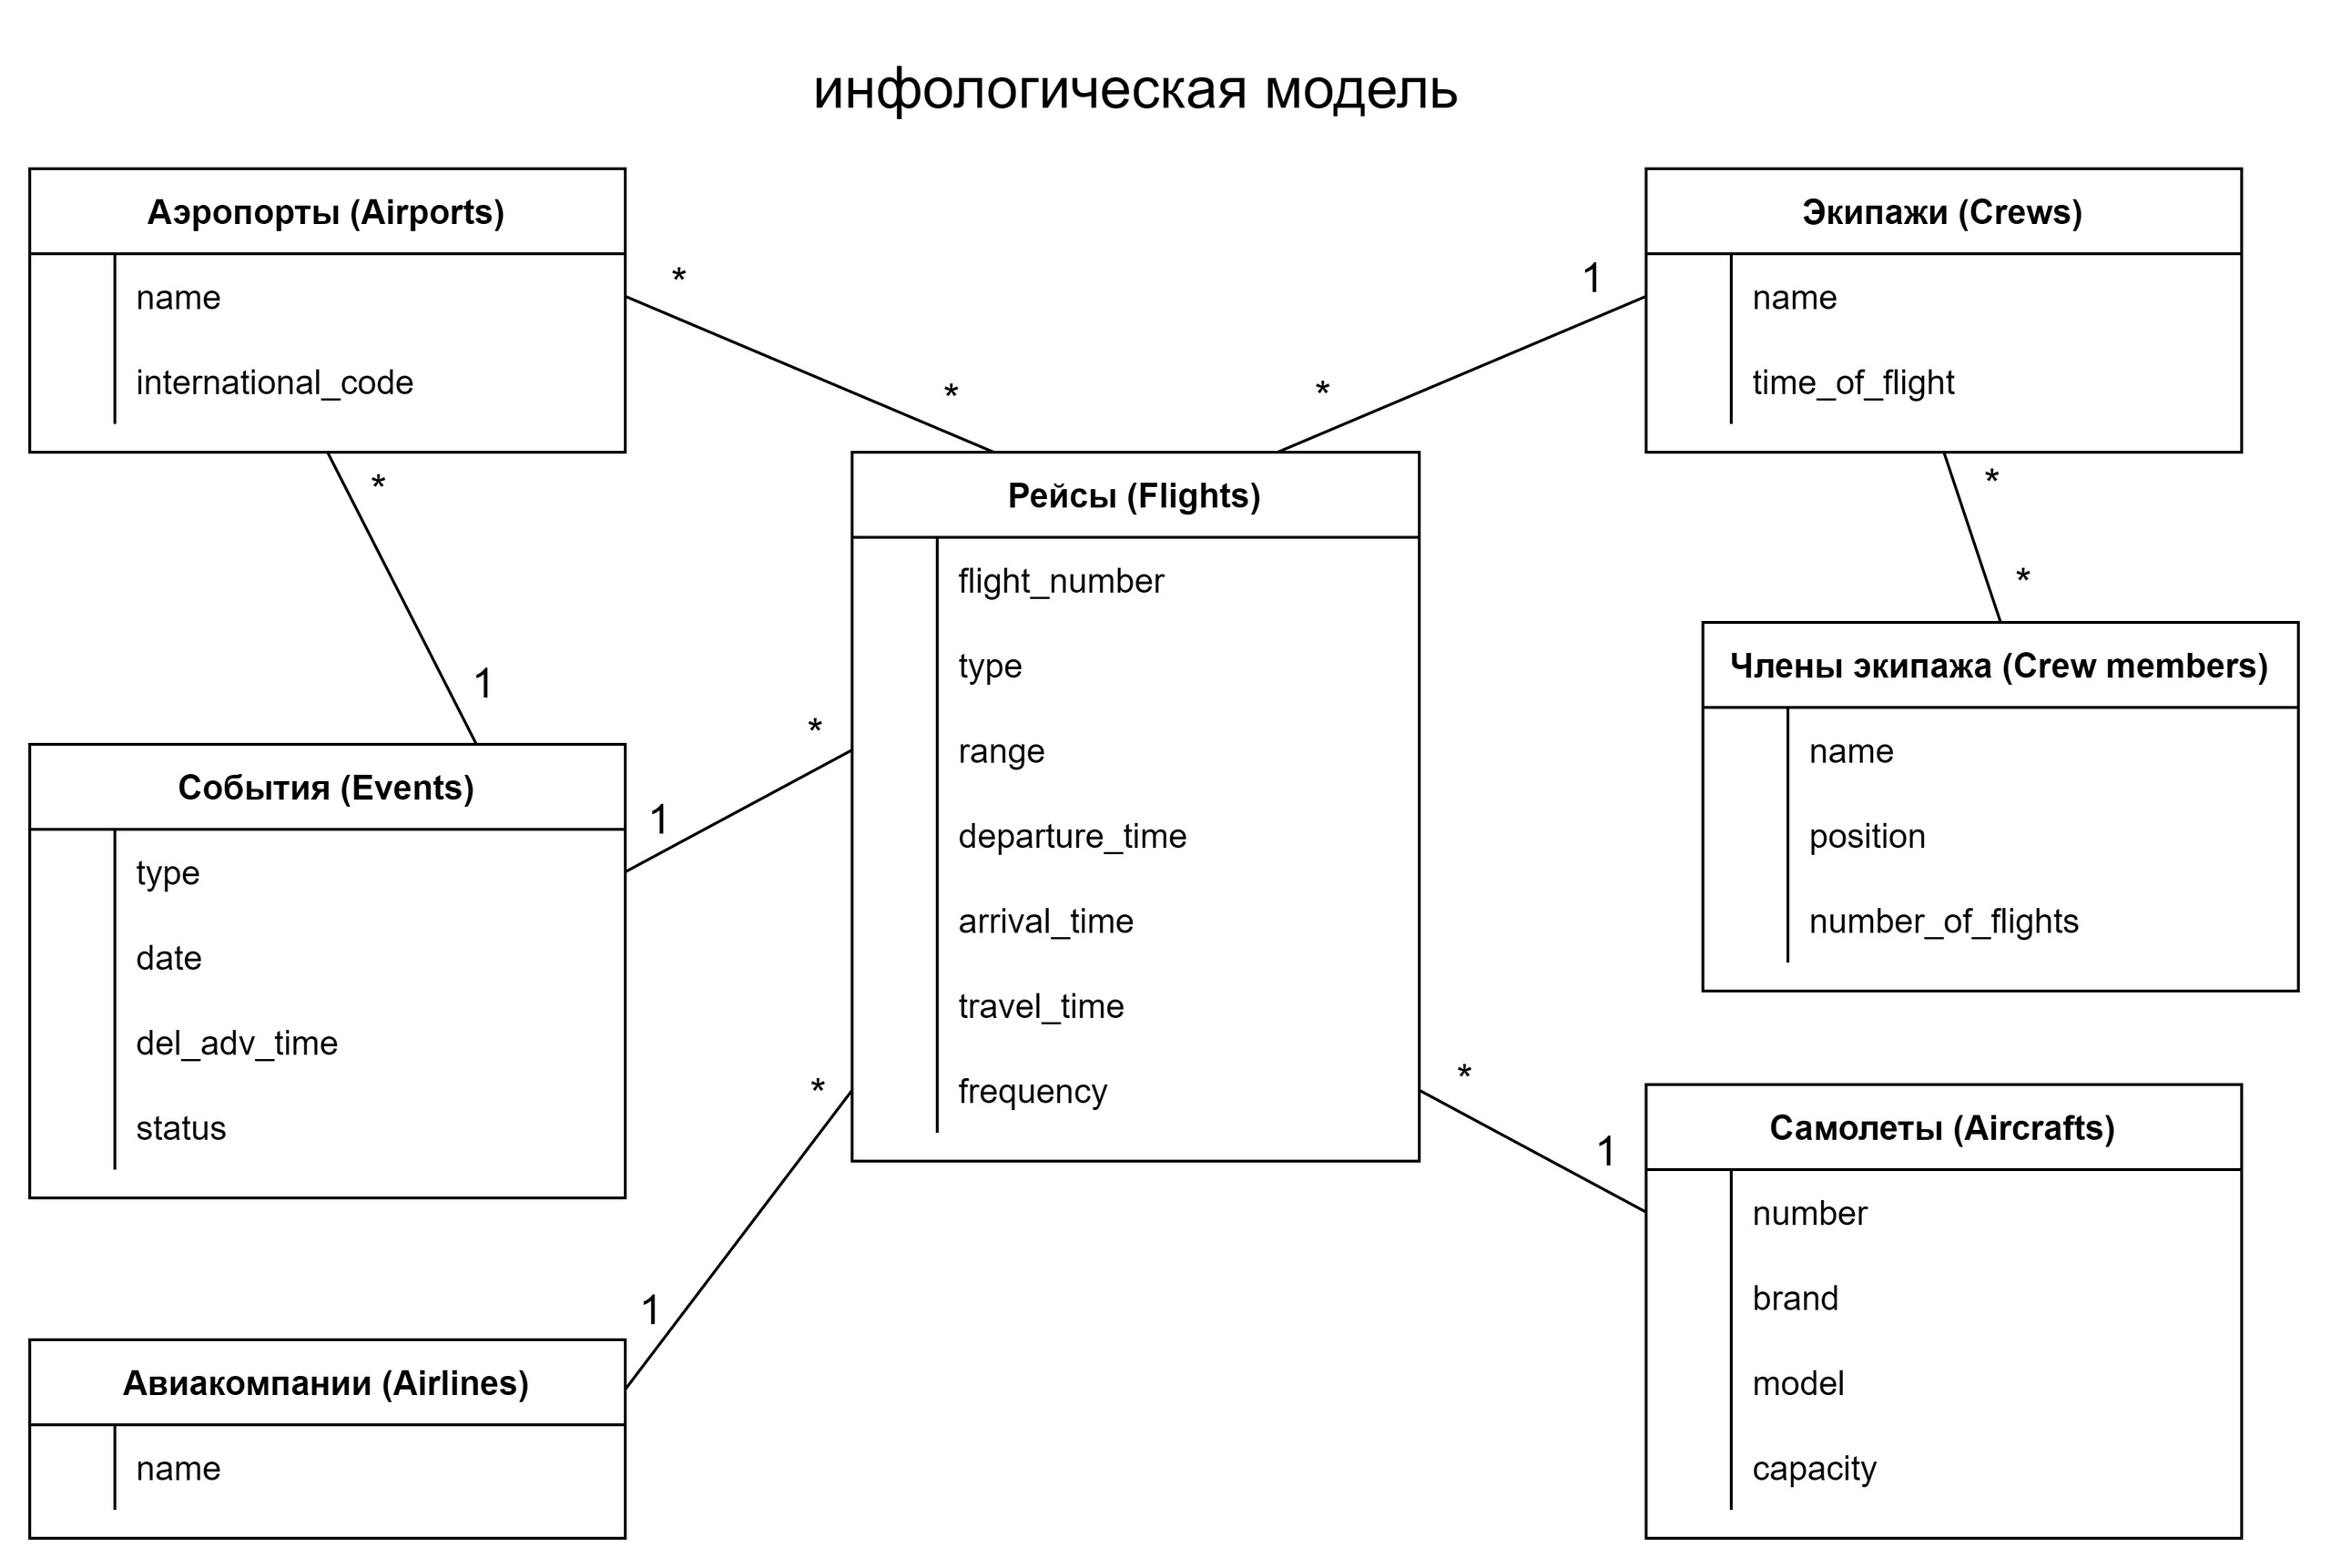 инфологическая модель
Аэропорты (Airports)
name
international_code
*
*
*
1
Экипажи (Crews)
name
time_of_flight
1
*
*
*
Рейсы (Flights)
flight_number
type
range
departure_time
arrival_time
travel_time
frequency
Члены экипажа (Crew members)
name
position
number_of_flights
События (Events)
type
date
del_adv_time
status
*
1
*
1
*
1
Самолеты (Aircrafts)
number
brand
model
capacity
Авиакомпании (Airlines)
name